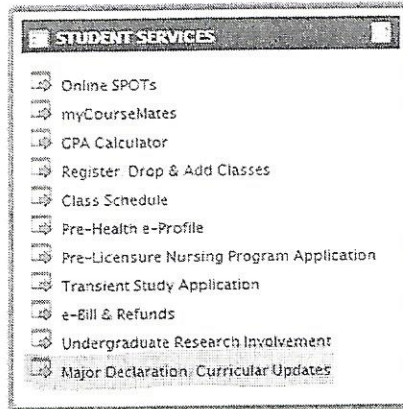 STUDENT SERVICES
Online SPOTs
myCourseMates
GPA Calculator
Register, Drop & Add Classes
Class Schedule
Pre-Health e-Profile
Pre-Licensure Nursing Program Application
Transient Study Application
e-Bill & Refunds
Undergraduate Research Involvement
Major Declaration, Curricular Updates